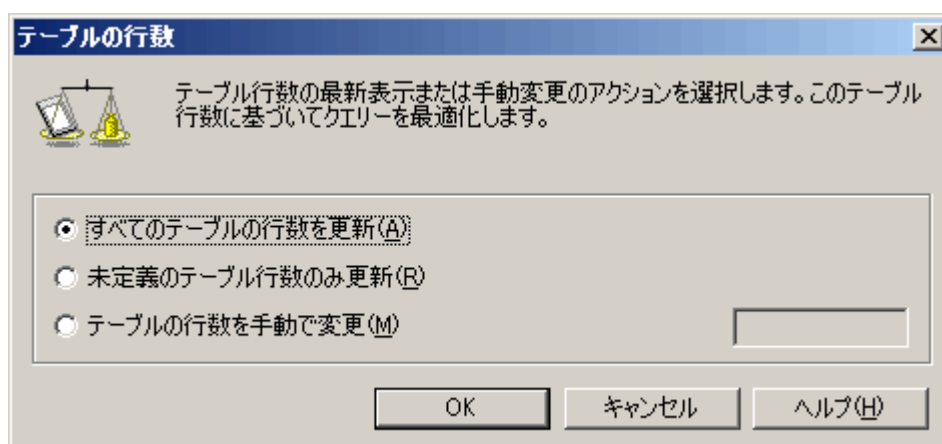 テーブルの行数
テーブル行数の最新表示または手動変更のアクションを選択します。このテーブル
行数に基づいてクエリーを最適化します。
すべてのテーブルの行数を更新(A)
未定義のテーブル行数のみ更新(R)
テーブルの行数を手動で変更(M)
OK キャンセル ヘルプ(H)